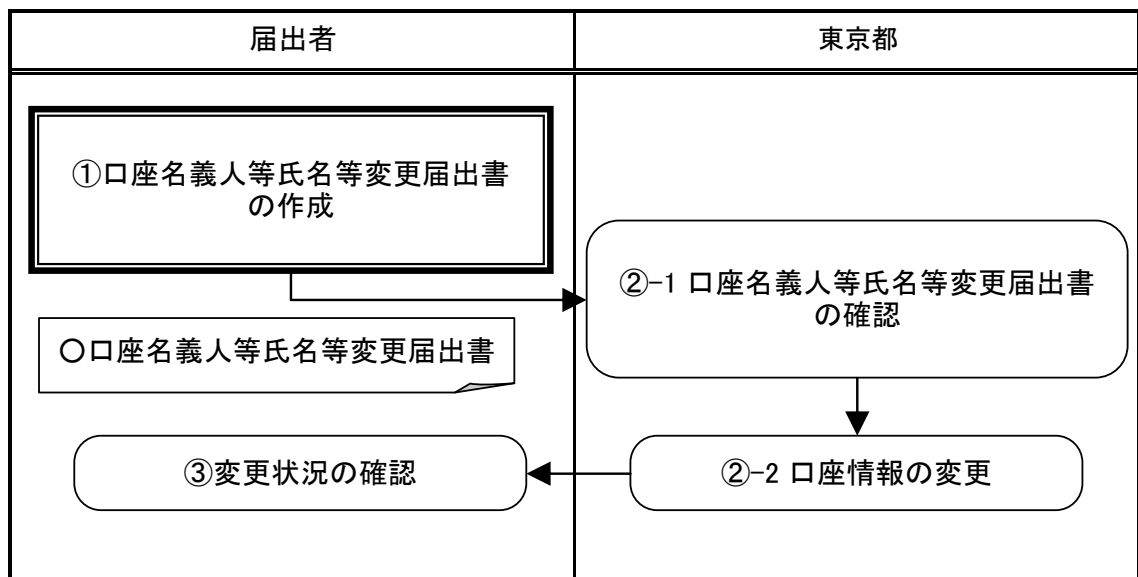 届出者
東京都
①口座名義人等氏名等変更届出書
の作成
②-1 口座名義人等氏名等変更届出書
の確認
〇口座名義人等氏名等変更届出書
③変更状況の確認
②-2 口座情報の変更